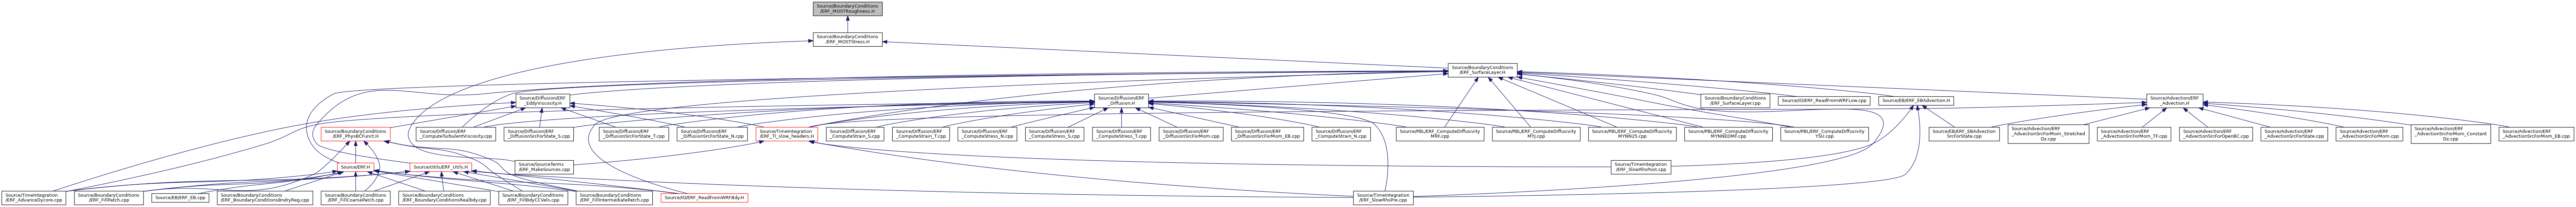 Source/BoundaryConditions
/ERF_MOSTRoughness.H
Source/BoundaryConditions
/ERF_MOSTStress.H
Source/BoundaryConditions
/ERF_SurfaceLayer.H
Source/Diffusion/ERF
_EddyViscosity.H
Source/Diffusion/ERF
_Diffusion.H
Source/BoundaryConditions
/ERF_SurfaceLayer.cpp
Source/IO/ERF_ReadFromWRFLow.cpp
Source/EB/ERF_EBAdvection.H
Source/Advection/ERF
_Advection.H
Source/BoundaryConditions
/ERF_PhysBCFunct.H
Source/Diffusion/ERF
_ComputeTurbulentViscosity.cpp
Source/Diffusion/ERF
_DiffusionSrcForState_S.cpp
Source/Diffusion/ERF
_DiffusionSrcForState_T.cpp
Source/Diffusion/ERF
_DiffusionSrcForState_N.cpp
Source/TimeIntegration
/ERF_TI_slow_headers.H
Source/Diffusion/ERF
_ComputeStrain_S.cpp
Source/Diffusion/ERF
_ComputeStrain_T.cpp
Source/Diffusion/ERF
_ComputeStress_N.cpp
Source/Diffusion/ERF
_ComputeStress_S.cpp
Source/Diffusion/ERF
_ComputeStress_T.cpp
Source/Diffusion/ERF
_DiffusionSrcForMom.cpp
Source/Diffusion/ERF
_DiffusionSrcForMom_EB.cpp
Source/Diffusion/ERF
_ComputeStrain_N.cpp
Source/PBL/ERF_ComputeDiffusivity
MRF.cpp
Source/PBL/ERF_ComputeDiffusivity
MYJ.cpp
Source/PBL/ERF_ComputeDiffusivity
MYNN25.cpp
Source/PBL/ERF_ComputeDiffusivity
MYNNEDMF.cpp
Source/PBL/ERF_ComputeDiffusivity
YSU.cpp
Source/EB/ERF_EBAdvection
SrcForState.cpp
Source/Advection/ERF
_AdvectionSrcForMom_Stretched
Dz.cpp
Source/Advection/ERF
_AdvectionSrcForMom_TF.cpp
Source/Advection/ERF
_AdvectionSrcForOpenBC.cpp
Source/Advection/ERF
_AdvectionSrcForState.cpp
Source/Advection/ERF
_AdvectionSrcForMom.cpp
Source/Advection/ERF
_AdvectionSrcForMom_Constant
Dz.cpp
Source/Advection/ERF
_AdvectionSrcForMom_EB.cpp
Source/ERF.H
Source/Utils/ERF_Utils.H
Source/SourceTerms
/ERF_MakeSources.cpp
Source/TimeIntegration
/ERF_SlowRhsPost.cpp
Source/TimeIntegration
/ERF_AdvanceDycore.cpp
Source/BoundaryConditions
/ERF_FillPatch.cpp
Source/EB/ERF_EB.cpp
Source/BoundaryConditions
/ERF_BoundaryConditionsBndryReg.cpp
Source/BoundaryConditions
/ERF_FillCoarsePatch.cpp
Source/BoundaryConditions
/ERF_BoundaryConditionsRealbdy.cpp
Source/BoundaryConditions
/ERF_FillBdyCCVels.cpp
Source/BoundaryConditions
/ERF_FillIntermediatePatch.cpp
Source/IO/ERF_ReadFromWRFBdy.H
Source/TimeIntegration
/ERF_SlowRhsPre.cpp